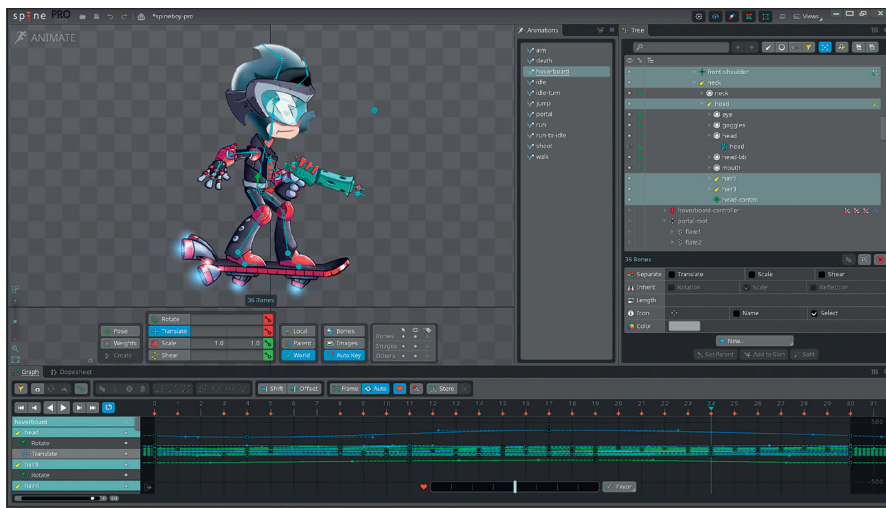 spine PRO
*spineboy-pro
Views
ANIMATE
Animations
aim
death
hoverboard
idle
idle-turn
jump
portal
run
run-to-idle
shoot
walk
Tree
front-shoulder
neck
neck
head
eye
goggles
head
head
head-bb
mouth
hair1
hair3
head-control
hoverboard-controller
portal-root
flare1
flare2
36 Bones
36 Bones
Separate Translate Scale Shear
Inherit Rotation Scale Reflection
Length
Icon Name Select
Color
+ New...
Set Parent Add to Skin Split
Pose
Weights
Create
Rotate
Translate
Scale 1.0 1.0
Shear
Local
Parent
World
Bones
Images
Auto Key
Bones
Images
Others
Graph Dopesheet
Shift Offset Frame Auto Store
0 1 2 3 4 5 6 7 8 9 10 11 12 13 14 15 16 17 18 19 20 21 22 23 24 25 26 27 28 29 30 31
hoverboard
head
Rotate
Translate
hair3
Rotate
hair4
500
-500
Favor